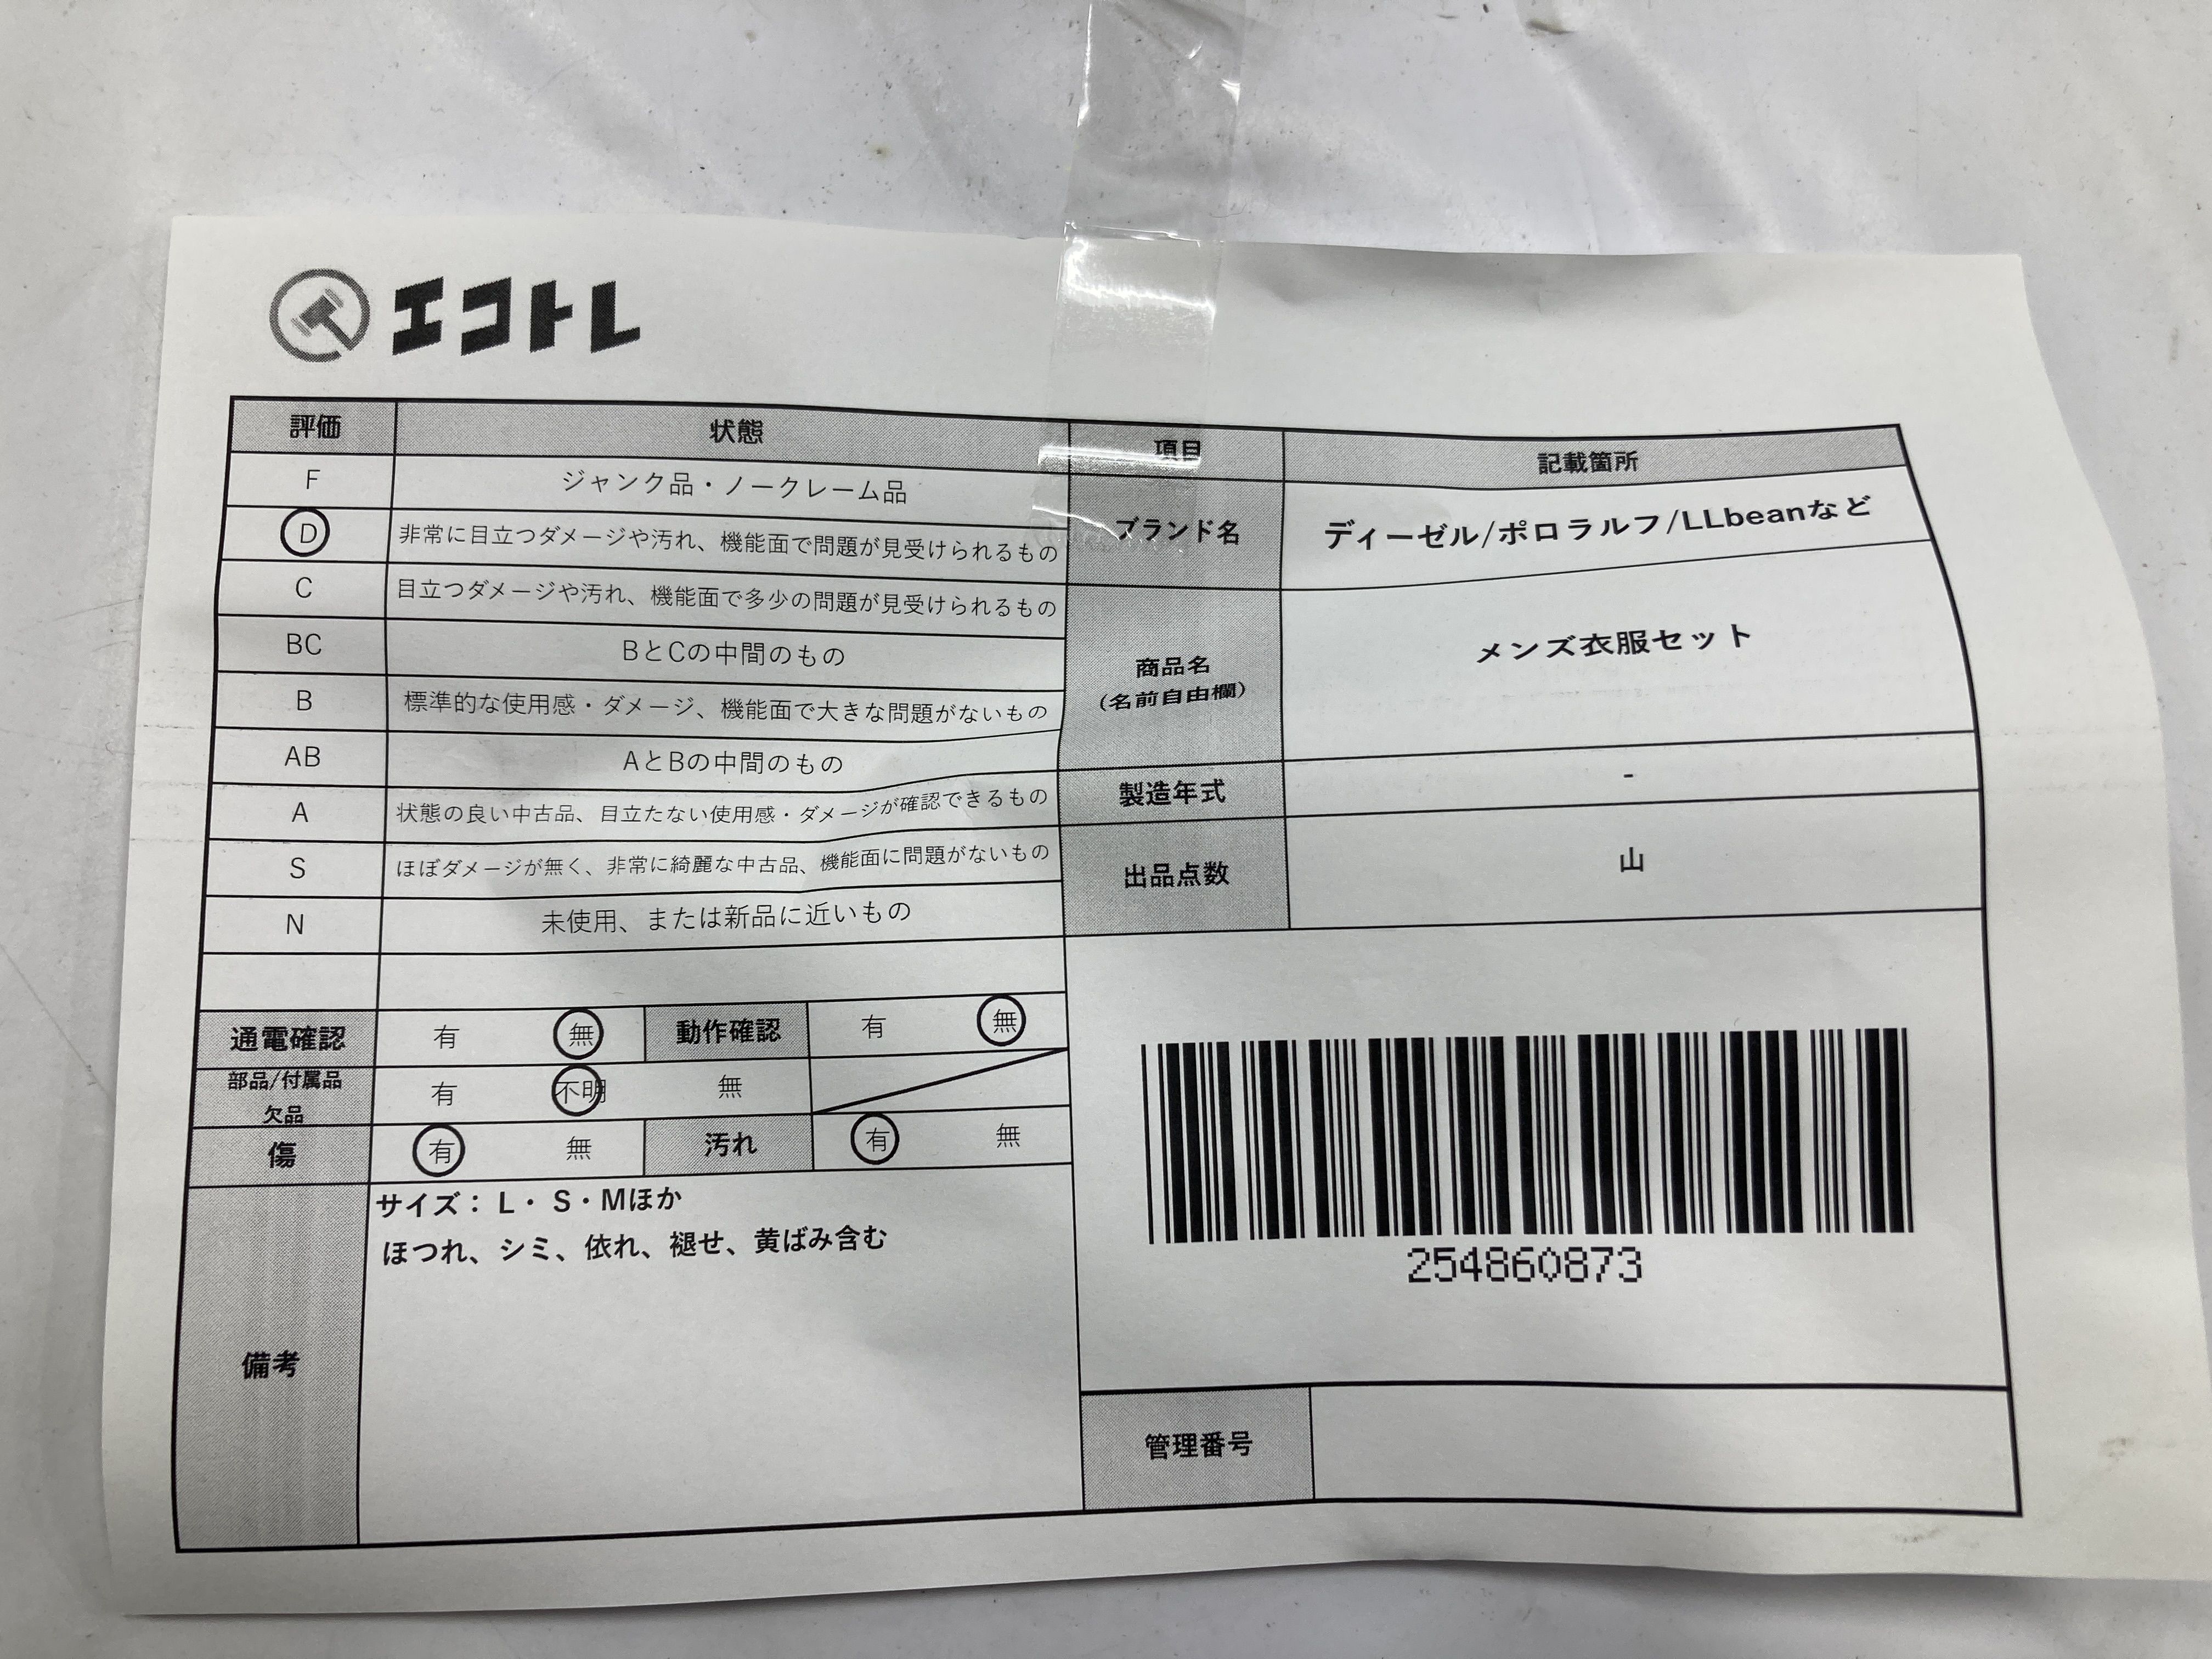 エコトレ
評価 状態 項目 記載箇所
F ジャンク品・ノークレーム品
D 非常に目立つダメージや汚れ、機能面で問題が見受けられるもの
C 目立つダメージや汚れ、機能面で多少の問題が見受けられるもの
BC BとCの中間のもの
B 標準的な使用感・ダメージ、機能面で大きな問題がないもの
AB AとBの中間のもの
A 状態の良い中古品、目立たない使用感・ダメージが確認できるもの
S ほぼダメージが無く、非常に綺麗な中古品、機能面に問題がないもの
N 未使用、または新品に近いもの
ブランド名 ディーゼル/ポロラルフ/LLbeanなど
商品名
(名前自由欄)
メンズ衣服セット
製造年式 -
出品点数 山
通電確認 有 無 動作確認 有 無
部品/付属品
欠品
有 不明 無
傷 有 無 汚れ 有 無
備考
サイズ：L・S・Mほか
ほつれ、シミ、依れ、褪せ、黄ばみ含む
254860873
管理番号